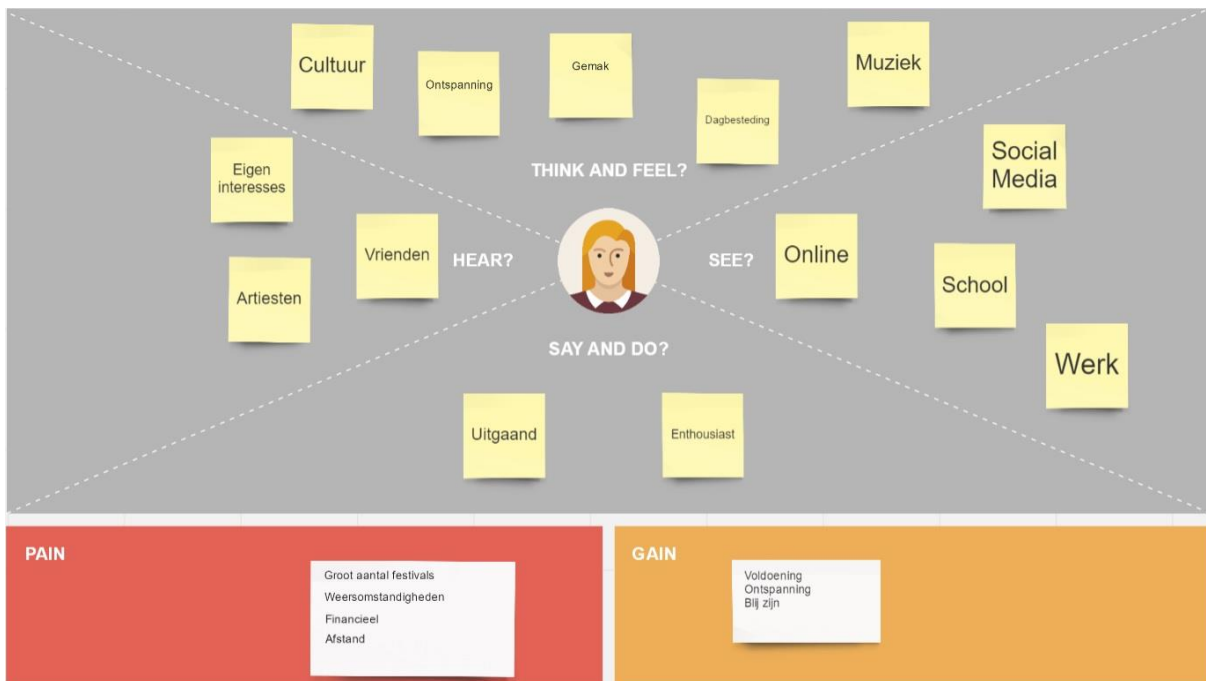 Cultuur
Ontspanning
Gemak
Dagbesteding
Muziek
THINK AND FEEL?
Eigen
interesses
Vrienden
Artiesten
HEAR?
SEE?
Online
Social
Media
School
Werk
SAY AND DO?
Uitgaand
Enthousiast
PAIN
Groot aantal festivals
Weersomstandigheden
Financieel
Afstand
GAIN
Voldoening
Ontspanning
Blij zijn